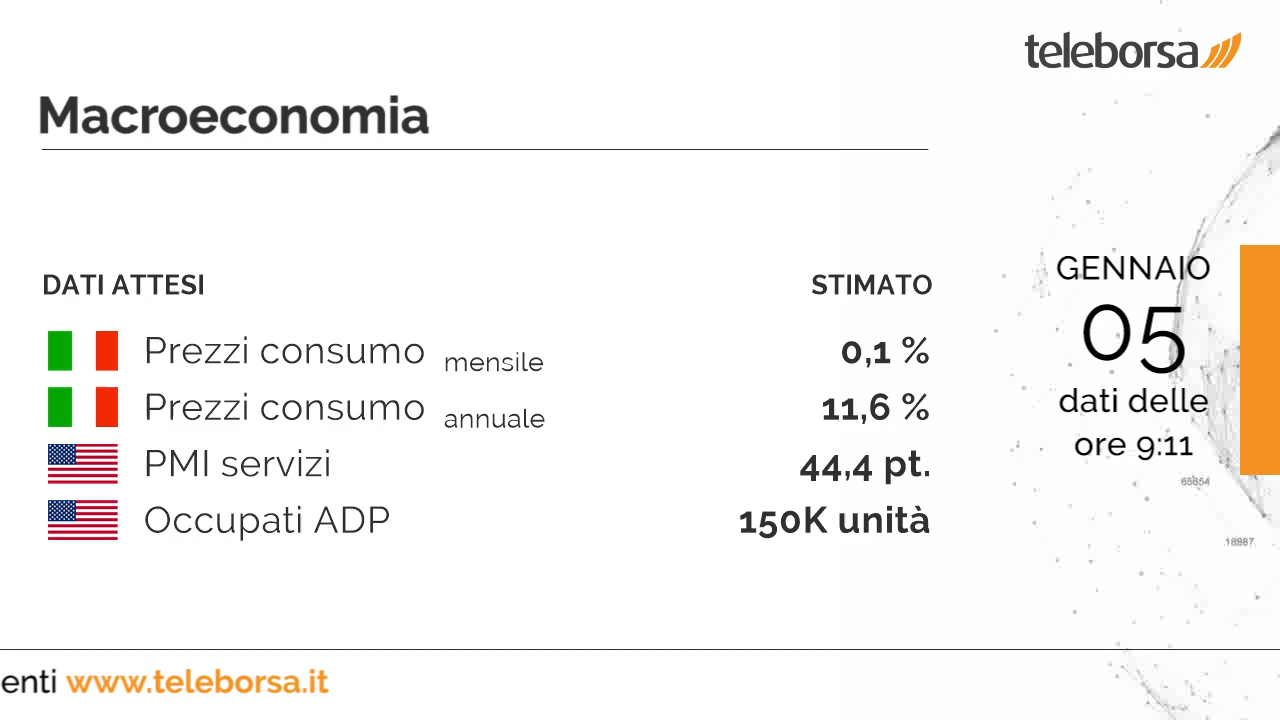 teleborsa
Macroeconomia
DATI ATTESI STIMATO
Prezzi consumo mensile 0,1 %
Prezzi consumo annuale 11,6 %
PMI servizi 44,4 pt.
Occupati ADP 150K unità
GENNAIO
05
dati delle
ore 9:11
65654
18987
enti www.teleborsa.it